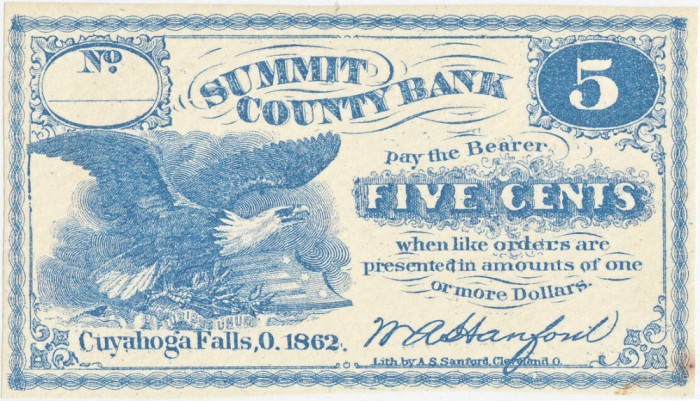 No.
SUMMIT
COUNTY BANK
5
pay the Bearer
FIVE CENTS
when like orders are
presented in amounts of one
or more Dollars.
Cuyahoga Falls, O. 1862.
W A Hanford
Lith. by A. S. Sanford, Cleveland O.